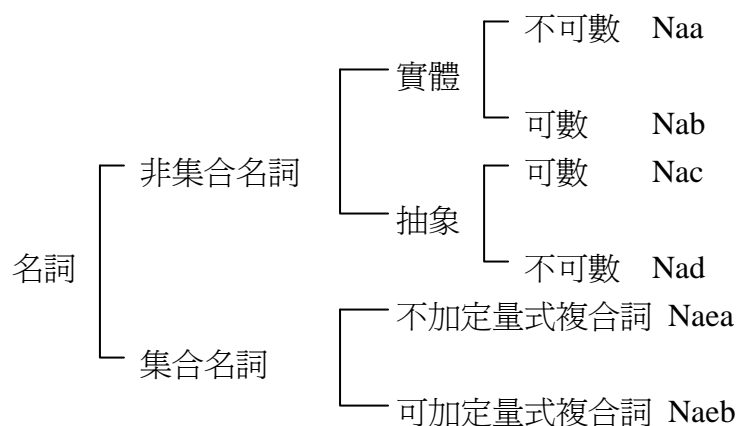 不可數 Naa
實體
可數 Nab
非集合名詞
可數 Nac
抽象
不可數 Nad
名詞
不加定量式複合詞 Naea
集合名詞
可加定量式複合詞 Naeb